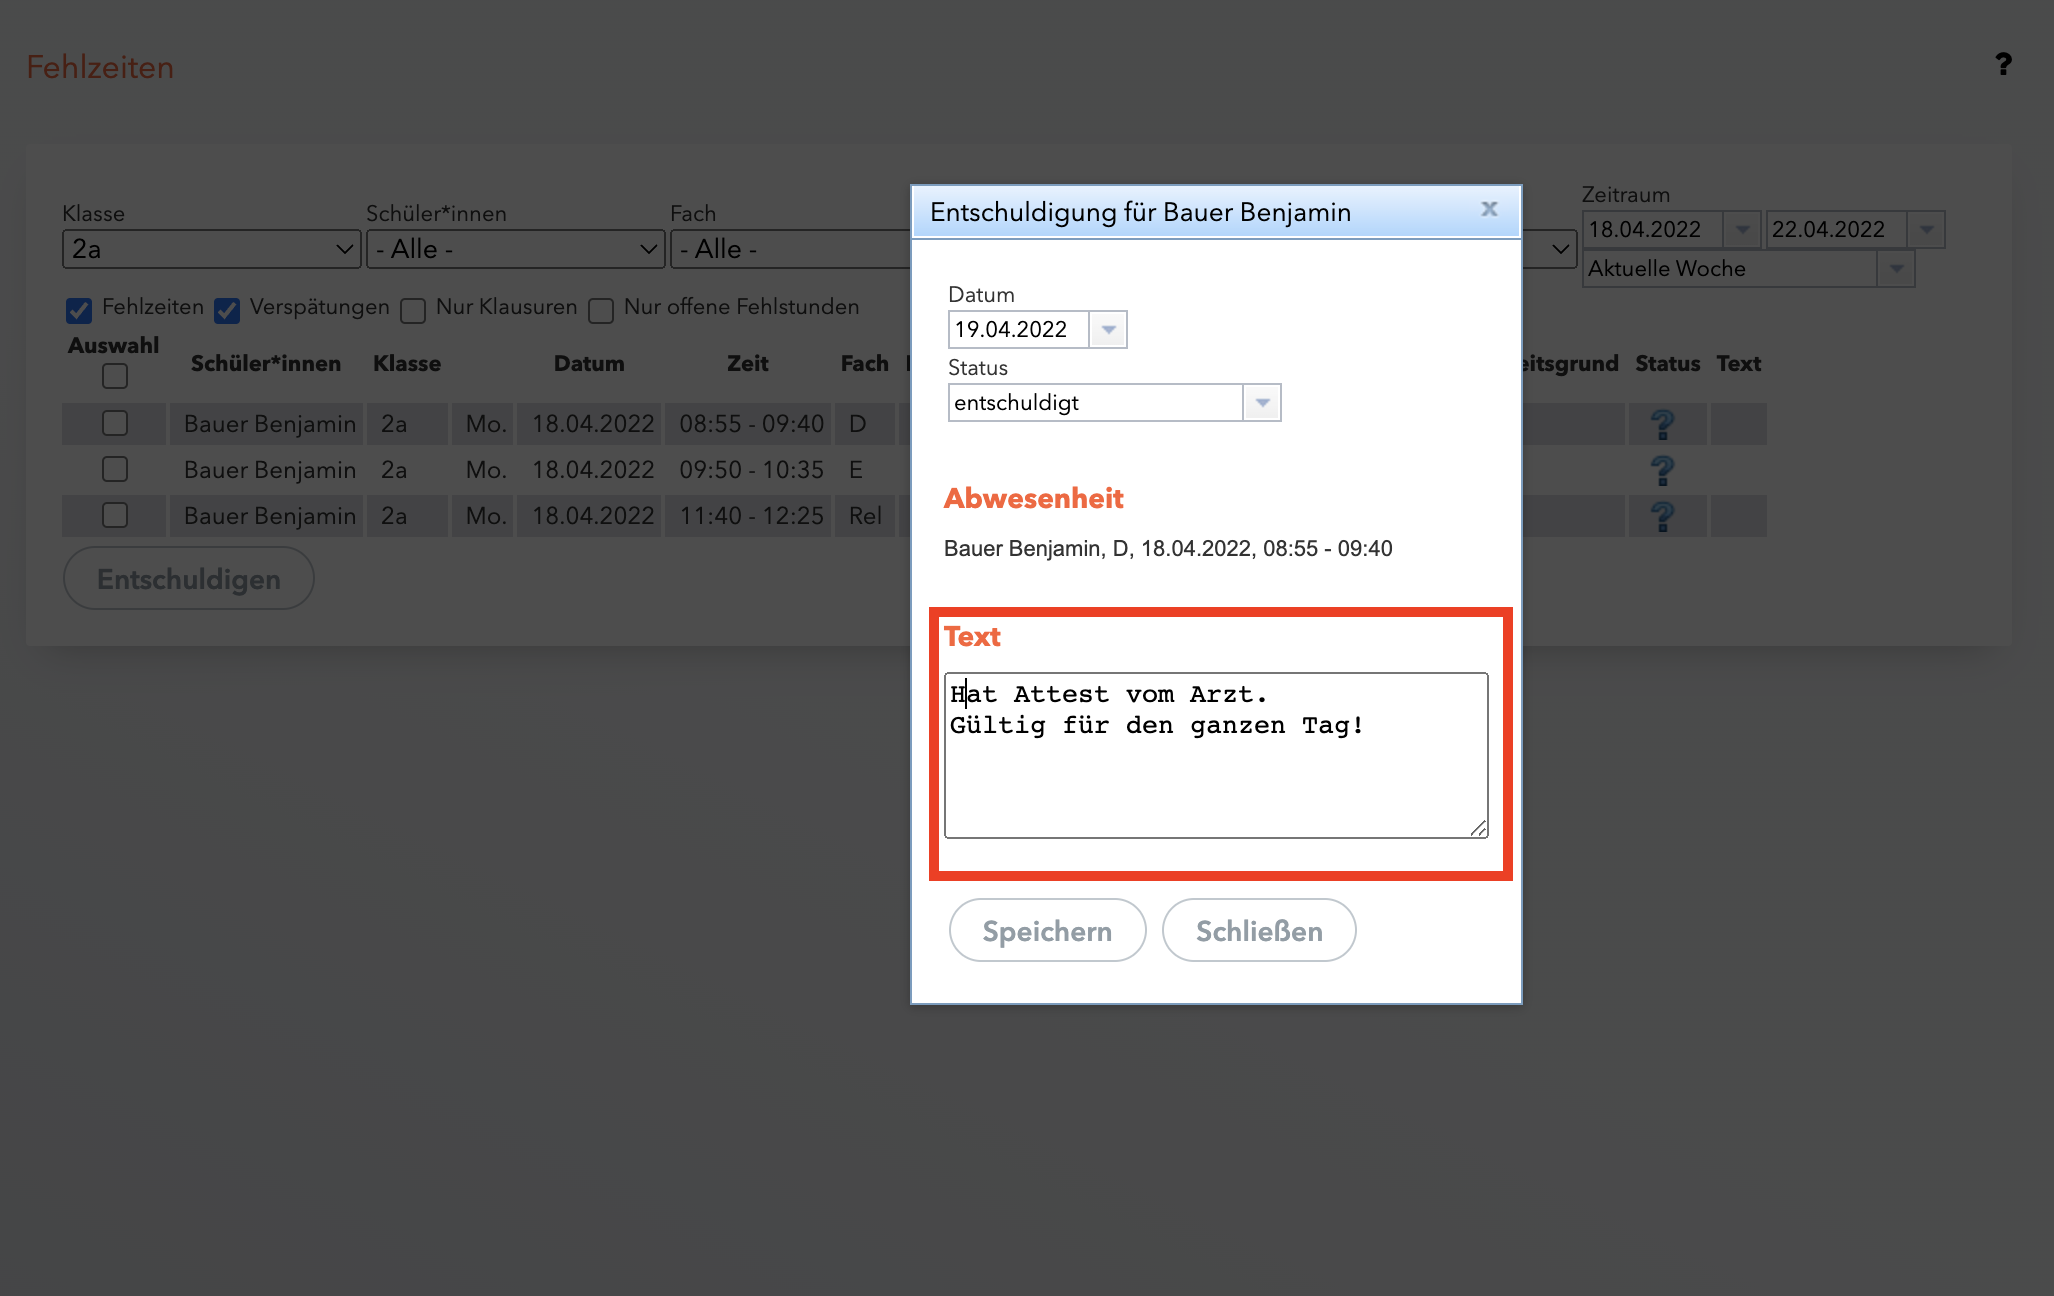 Fehlzeiten
?
Klasse
Schüler*innen
Fach
Zeitraum
2a
- Alle -
- Alle -
18.04.2022
22.04.2022
Aktuelle Woche
Fehlzeiten
Verspätungen
Nur Klausuren
Nur offene Fehlstunden
Auswahl
Schüler*innen Klasse Datum Zeit Fach
eitsgrund Status Text
Bauer Benjamin 2a Mo. 18.04.2022 08:55 - 09:40 D ?
Bauer Benjamin 2a Mo. 18.04.2022 09:50 - 10:35 E ?
Bauer Benjamin 2a Mo. 18.04.2022 11:40 - 12:25 Rel ?
Entschuldigen
Entschuldigung für Bauer Benjamin
x
Datum
19.04.2022
Status
entschuldigt
Abwesenheit
Bauer Benjamin, D, 18.04.2022, 08:55 - 09:40
Text
Hat Attest vom Arzt.
Gültig für den ganzen Tag!
Speichern
Schließen